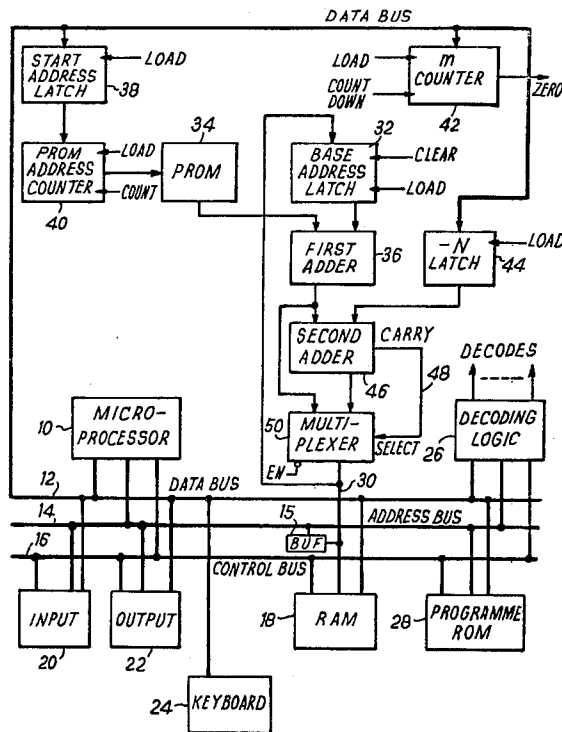 DATA BUS
START
ADDRESS
LATCH
LOAD
38
LOAD
COUNT
DOWN
m
COUNTER
42
ZERO
34
PROM
ADDRESS
COUNTER
LOAD
COUNT
40
PROM
32
BASE
ADDRESS
LATCH
CLEAR
LOAD
FIRST
ADDER
36
-N
LATCH
LOAD
44
SECOND
ADDER
CARRY
46
48
DECODES
MICRO-
PROCESSOR
10
50
MULTI-
PLEXER
SELECT
EN
DECODING
LOGIC
26
12
DATA BUS
30
14
15
BUF
ADDRESS BUS
16
CONTROL BUS
INPUT
20
OUTPUT
22
18
RAM
PROGRAMME
ROM
28
24
KEYBOARD